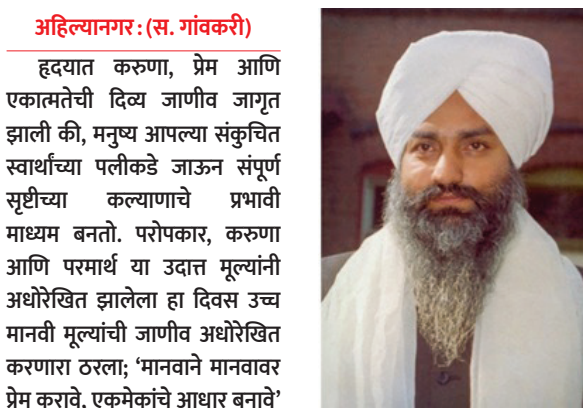 अहिल्यानगर : (स. गांवकरी)
हृदयात करुणा, प्रेम आणि
एकात्मतेची दिव्य जाणीव जागृत
झाली की, मनुष्य आपल्या संकुचित
स्वार्थांच्या पलीकडे जाऊन संपूर्ण
सृष्टीच्या कल्याणाचे प्रभावी
माध्यम बनतो. परोपकार, करुणा
आणि परमार्थ या उदात्त मूल्यांनी
अधोरेखित झालेला हा दिवस उच्च
मानवी मूल्यांची जाणीव अधोरेखित
करणारा ठरला; ‘मानवाने मानवावर
प्रेम करावे, एकमेकांचे आधार बनावे’